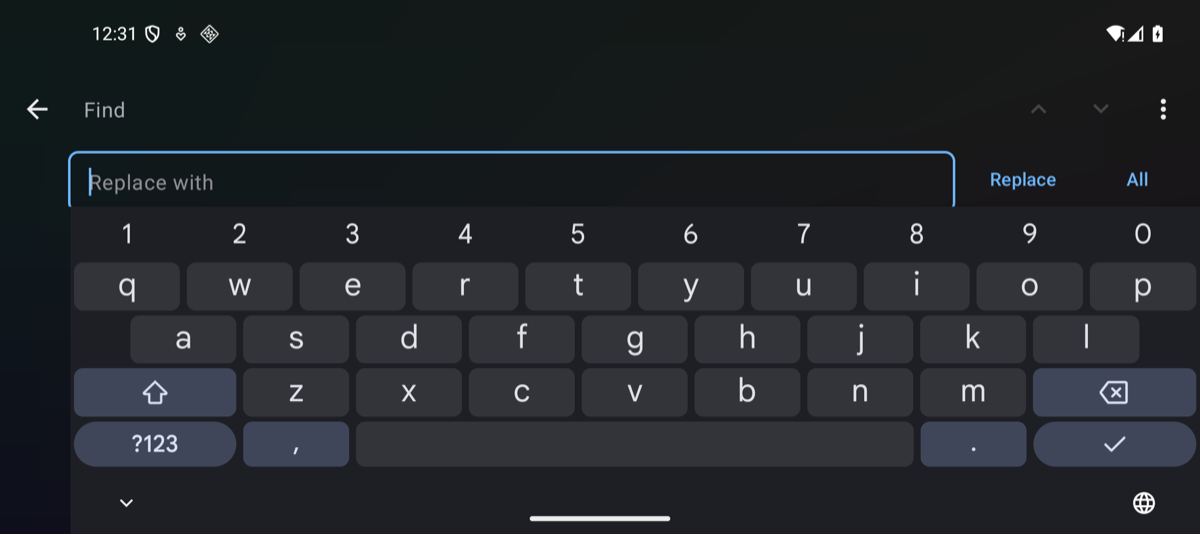 12:31
Find
Replace with
Replace
All
1 2 3 4 5 6 7 8 9 0
q w e r t y u i o p
a s d f g h j k l
z x c v b n m
?123 , .